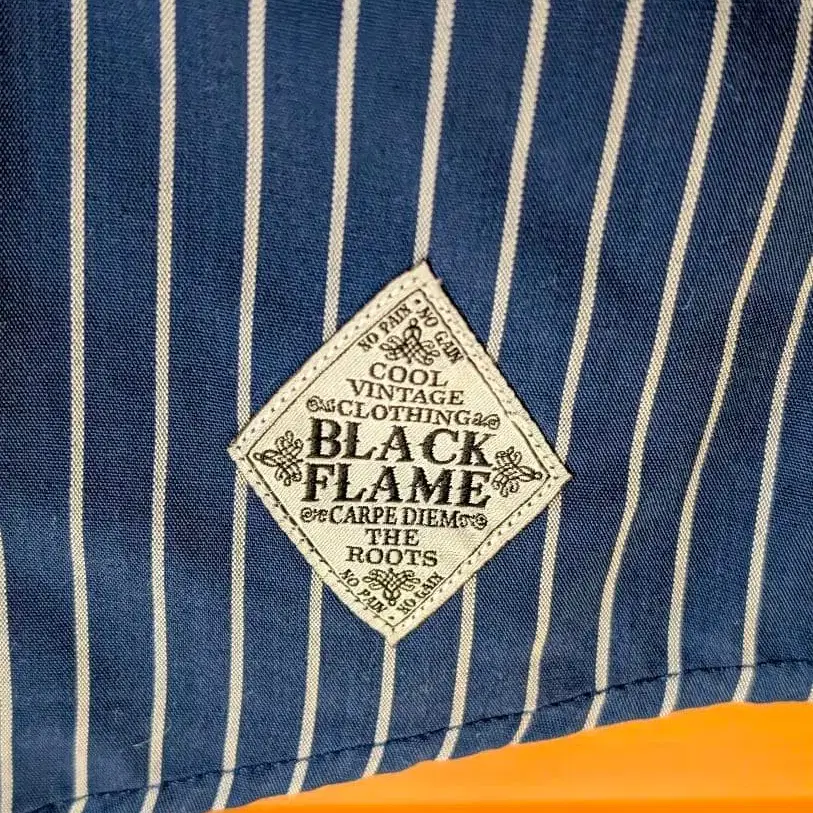 NO PAIN • NO GAIN
COOL
VINTAGE
CLOTHING
BLACK
FLAME
CARPE DIEM
THE
ROOTS
NO PAIN • NO GAIN